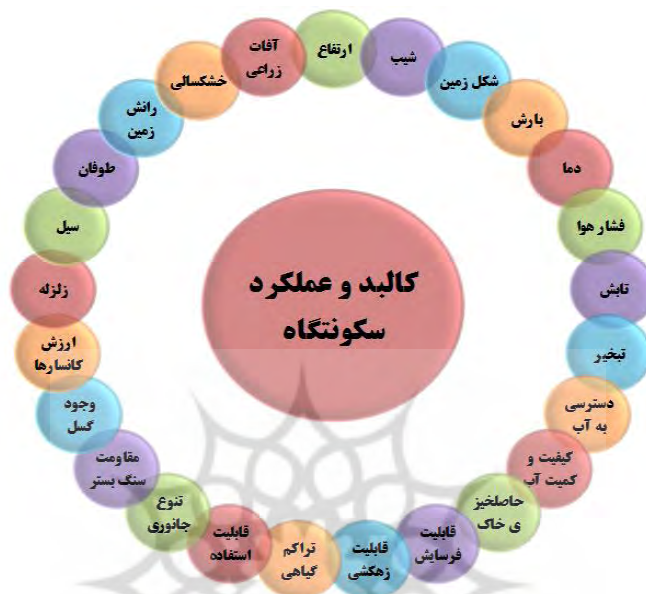 کالبد و عملکرد
سکونتگاه
ارتفاع
شیب
شکل زمین
بارش
دما
فشار هوا
تابش
تبخیر
دسترسی
به آب
کیفیت و
کمیت آب
حاصلخیز
ی خاک
قابلیت
فرسایش
قابلیت
زهکشی
تراکم
گیاهی
قابلیت
استفاده
تنوع
جانوری
مقاومت
سنگ بستر
وجود
گسل
ارزش
کانسارها
زلزله
سیل
طوفان
رانش
زمین
خشکسالی
آفات
زراعی